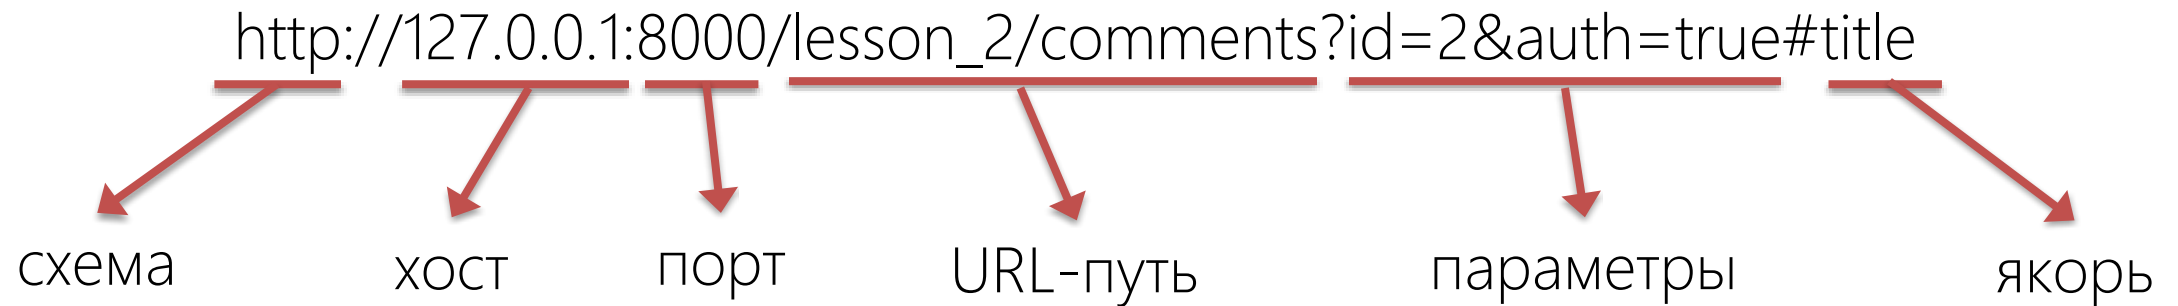 http://127.0.0.1:8000/lesson_2/comments?id=2&auth=true#title
схема хост порт URL-путь параметры якорь